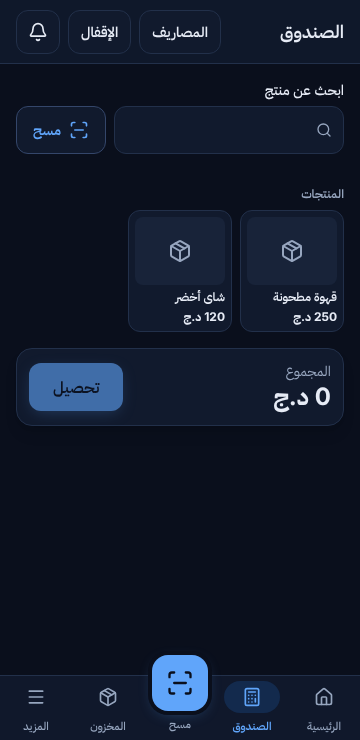 الصندوق
المصاريف
الإقفال
ابحث عن منتج
مسح
المنتجات
قهوة مطحونة
250 د.ج
شاي أخضر
120 د.ج
المجموع
0 د.ج
تحصيل
الرئيسية
الصندوق
مسح
المخزون
المزيد